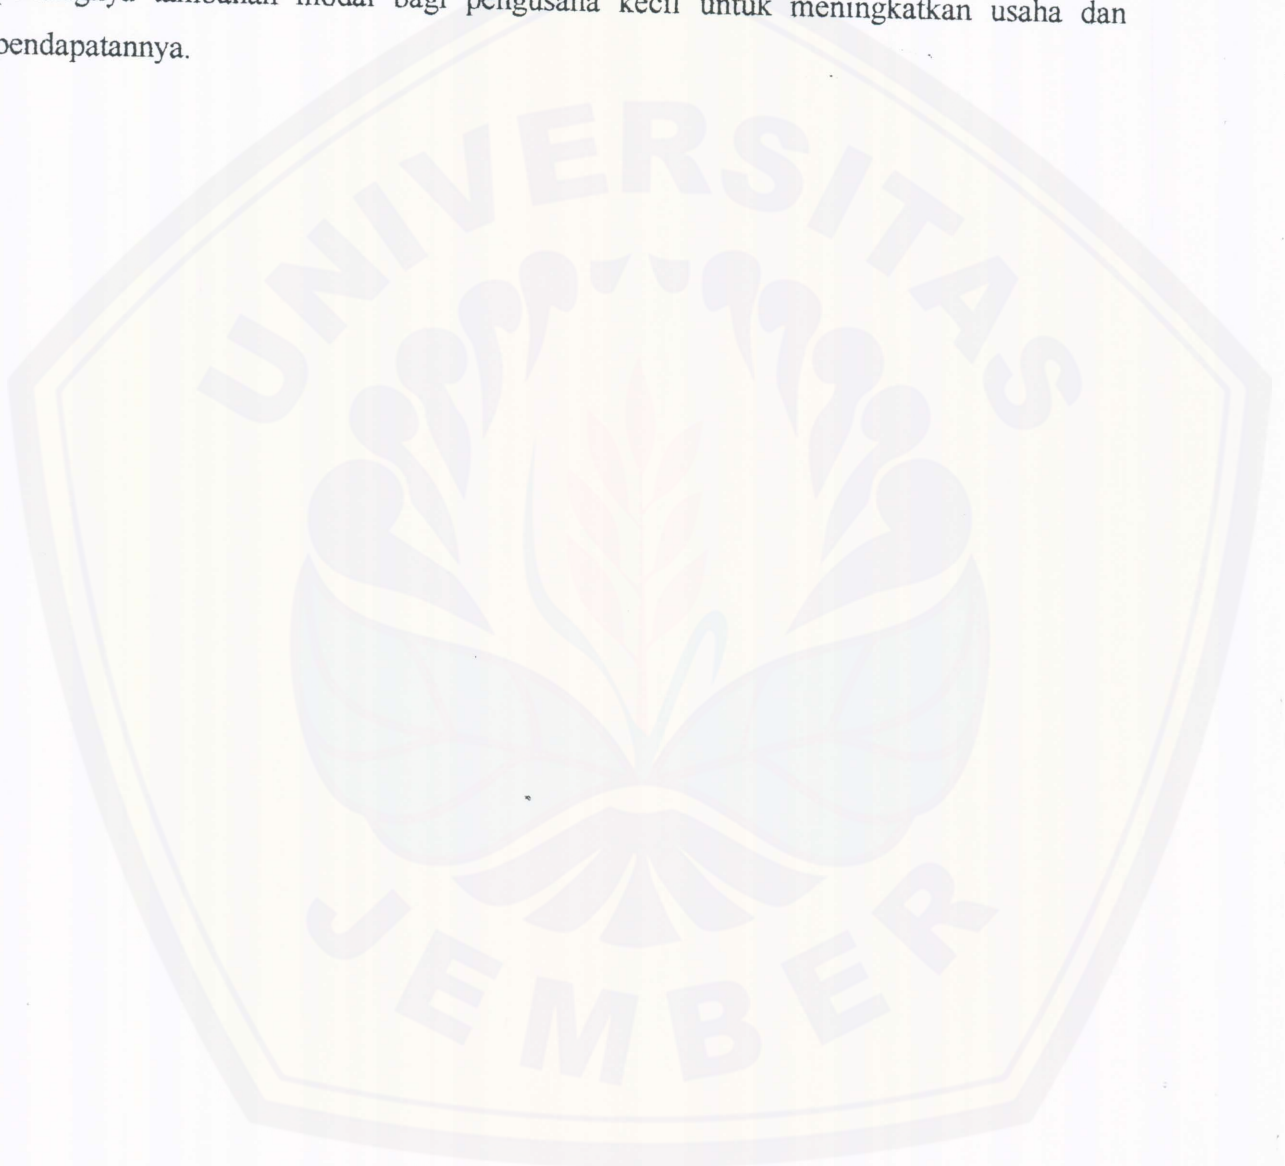 tambahan modal bagi pengusaha kecil untuk meningkatkan usaha dan
pendapatannya.
UNIVERSITAS
JEMBER